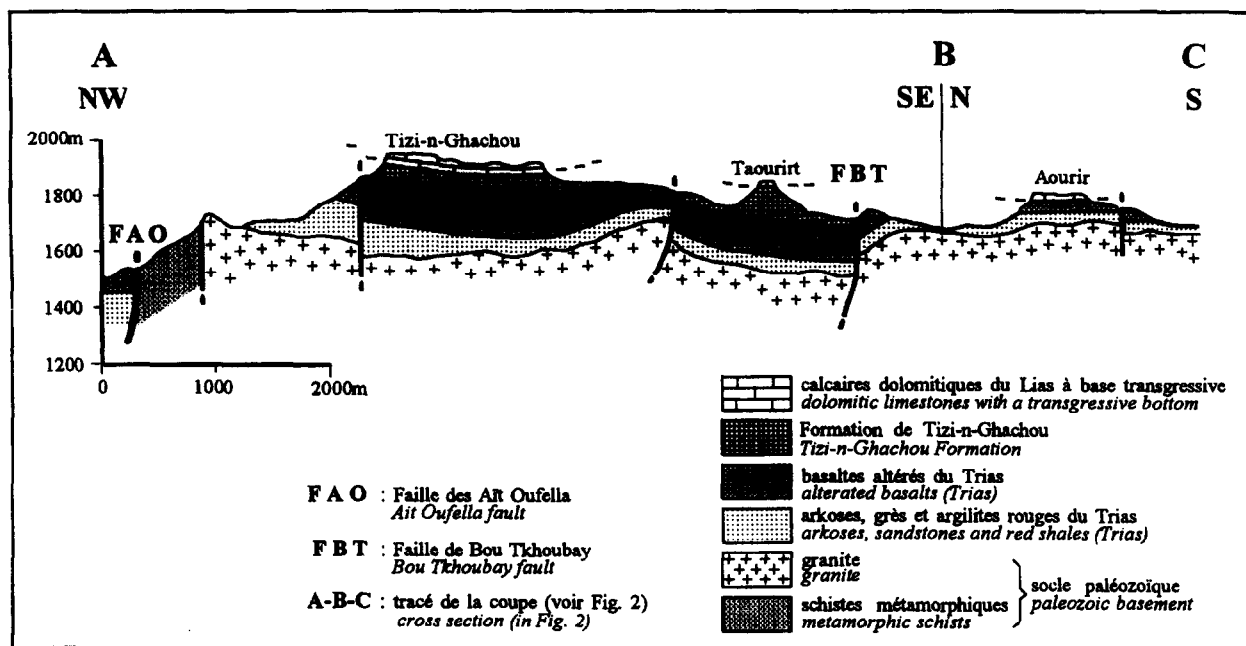 A
NW
B
SE N
C
S
2000m
Tizi-n-Ghachou
1800
Taourirt
F B T
Aourir
F A O
1600
1400
1200
0
1000
2000m
calcaires dolomitiques du Lias à base transgressive
dolomitic limestones with a transgressive bottom
Formation de Tizi-n-Ghachou
Tizi-n-Ghachou Formation
basaltes altérés du Trias
alterated basalts (Trias)
arkoses, grès et argilites rouges du Trias
arkoses, sandstones and red shales (Trias)
granite
granite
schistes métamorphiques
metamorphic schists
socle paléozoïque
paleozoic basement
F A O : Faille des Aït Oufella
Ait Oufella fault
F B T : Faille de Bou Tkhoubay
Bou Tkhoubay fault
A-B-C : tracé de la coupe (voir Fig. 2)
cross section (in Fig. 2)